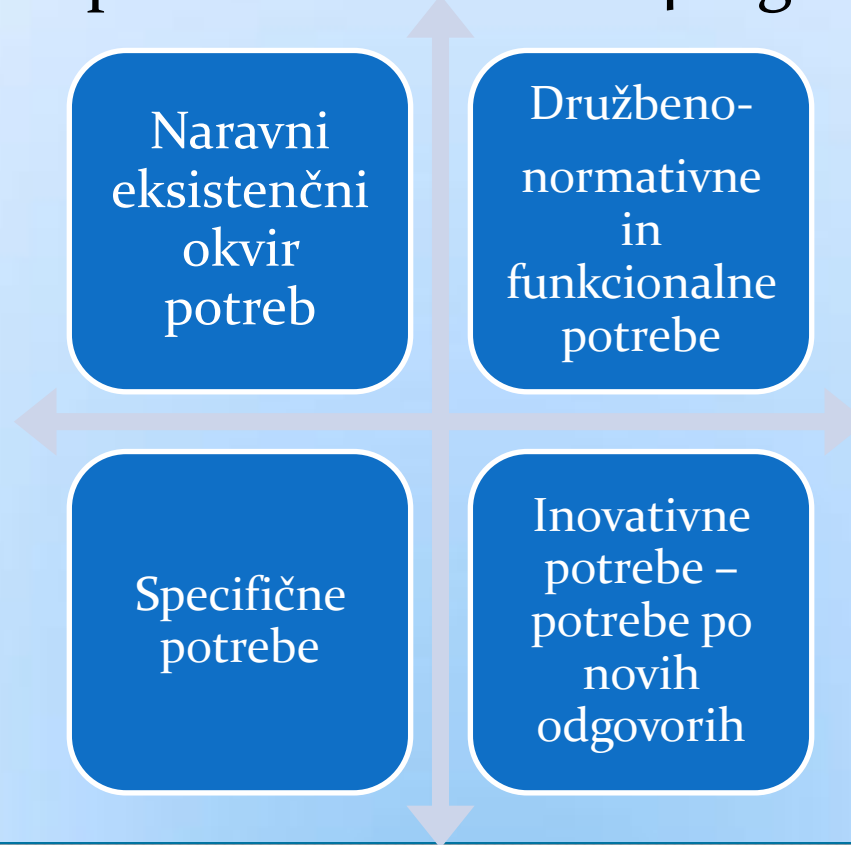 Naravni
eksistenčni
okvir
potreb
Družbeno-
normativne
in
funkcionalne
potrebe
Specifične
potrebe
Inovativne
potrebe –
potrebe po
novih
odgovorih